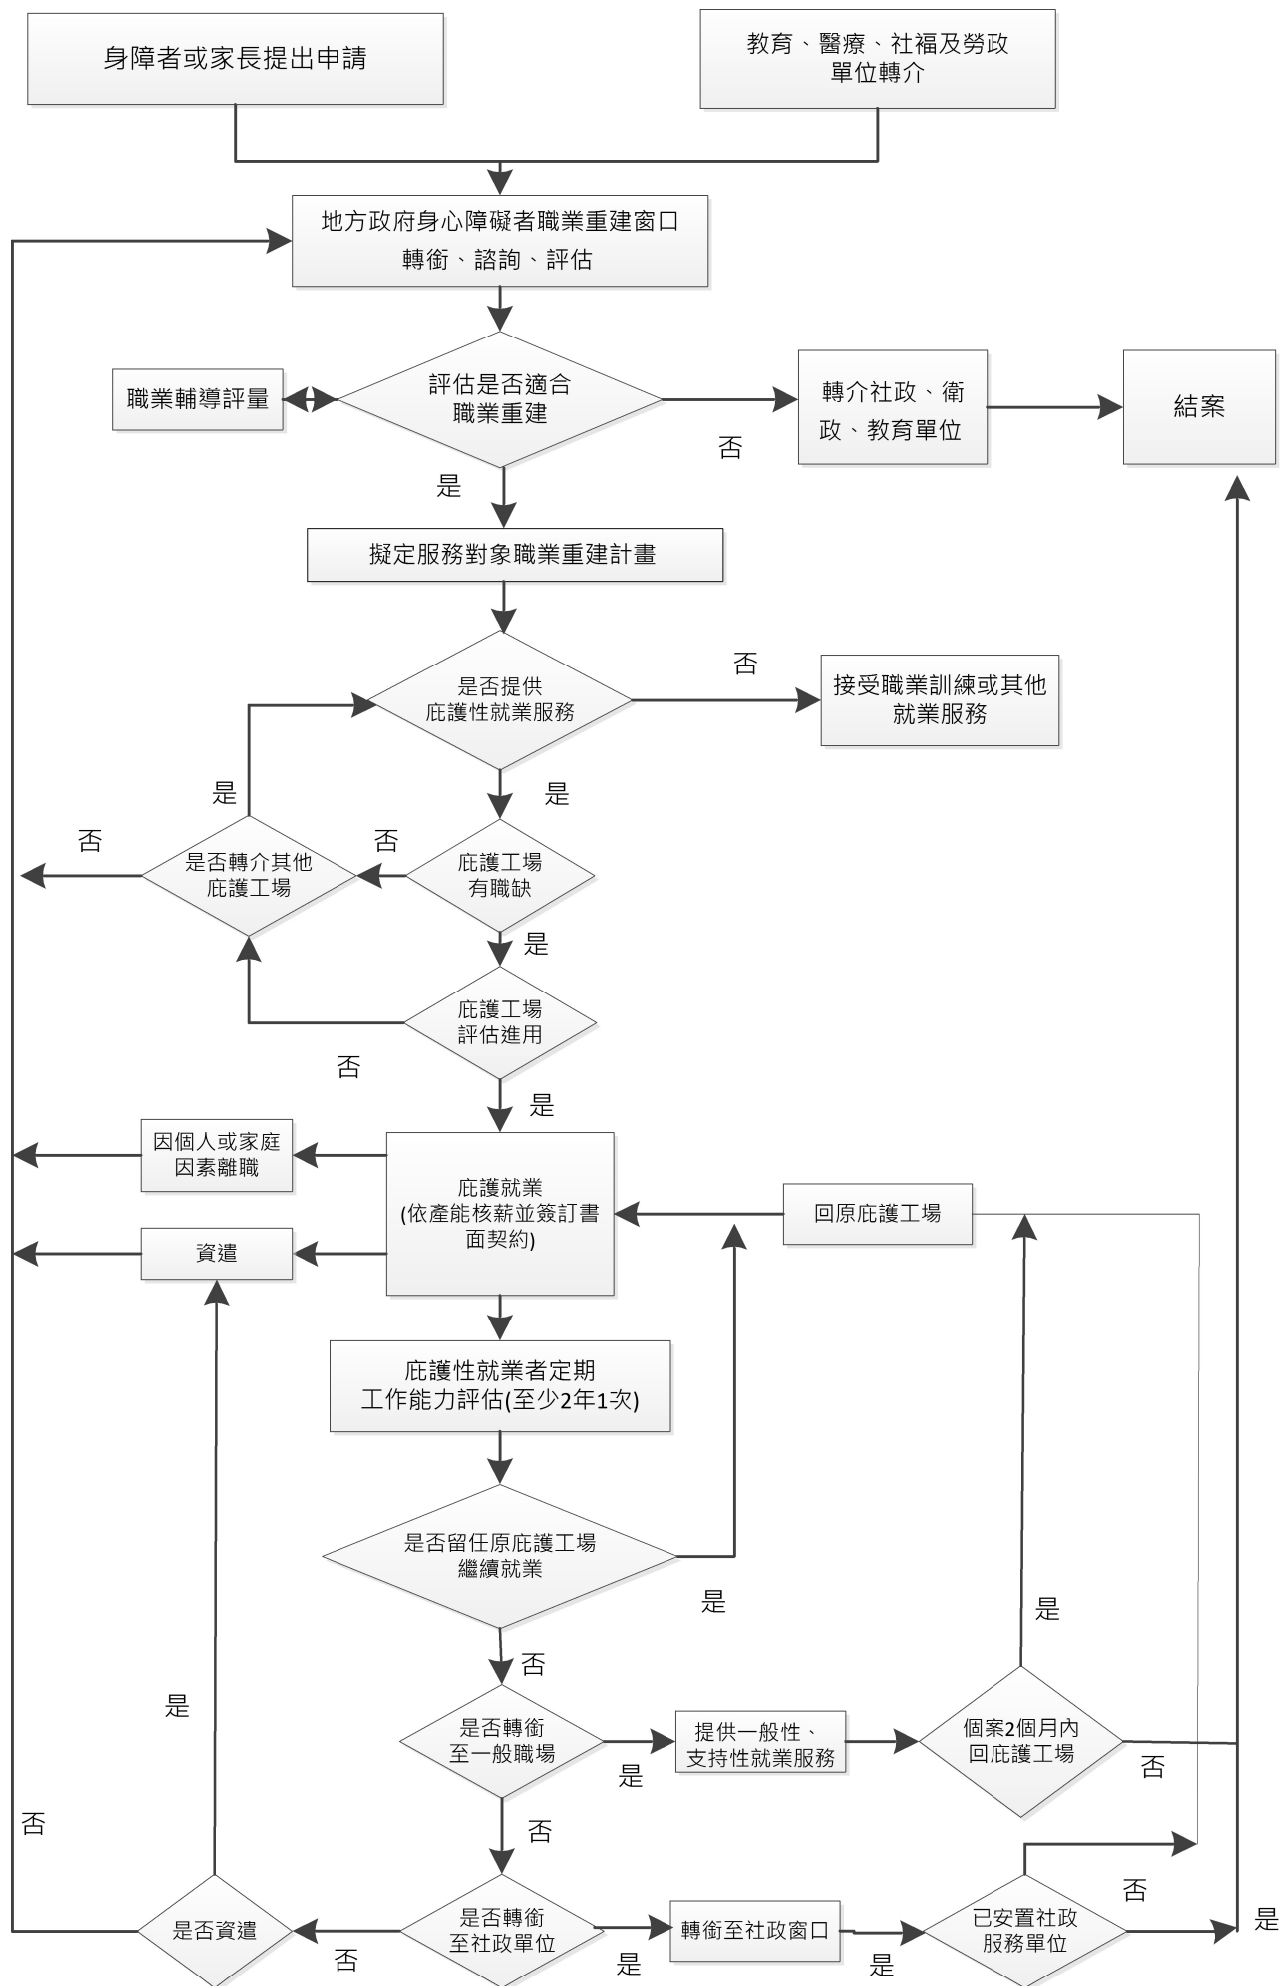 身障者或家長提出申請
教育、醫療、社福及勞政
單位轉介
地方政府身心障礙者職業重建窗口
轉銜、諮詢、評估
職業輔導評量
評估是否適合
職業重建
否
轉介社政、衛
政、教育單位
結案
是
擬定服務對象職業重建計畫
是否提供
庇護性就業服務
否
接受職業訓練或其他
就業服務
是
是
否
是否轉介其他
庇護工場
否
庇護工場
有職缺
是
庇護工場
評估進用
否
是
因個人或家庭
因素離職
資遣
庇護就業
(依產能核薪並簽訂書
面契約)
回原庇護工場
庇護性就業者定期
工作能力評估(至少2年1次)
是否留任原庇護工場
繼續就業
是
是
否
是
是否轉銜
至一般職場
是
提供一般性、
支持性就業服務
個案2個月內
回庇護工場
否
否
否
是否資遣
否
是否轉銜
至社政單位
是
轉銜至社政窗口
是
已安置社政
服務單位
否
是